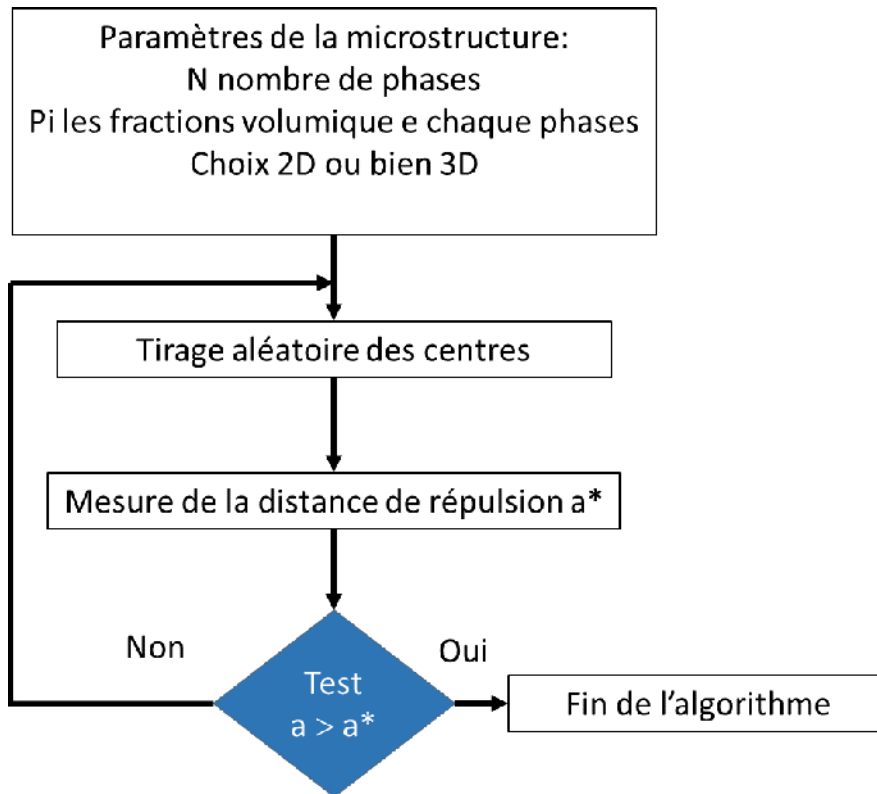 Paramètres de la microstructure:
N nombre de phases
Pi les fractions volumique e chaque phases
Choix 2D ou bien 3D
Tirage aléatoire des centres
Mesure de la distance de répulsion a*
Non
Oui
Test
a > a*
Fin de l'algorithme